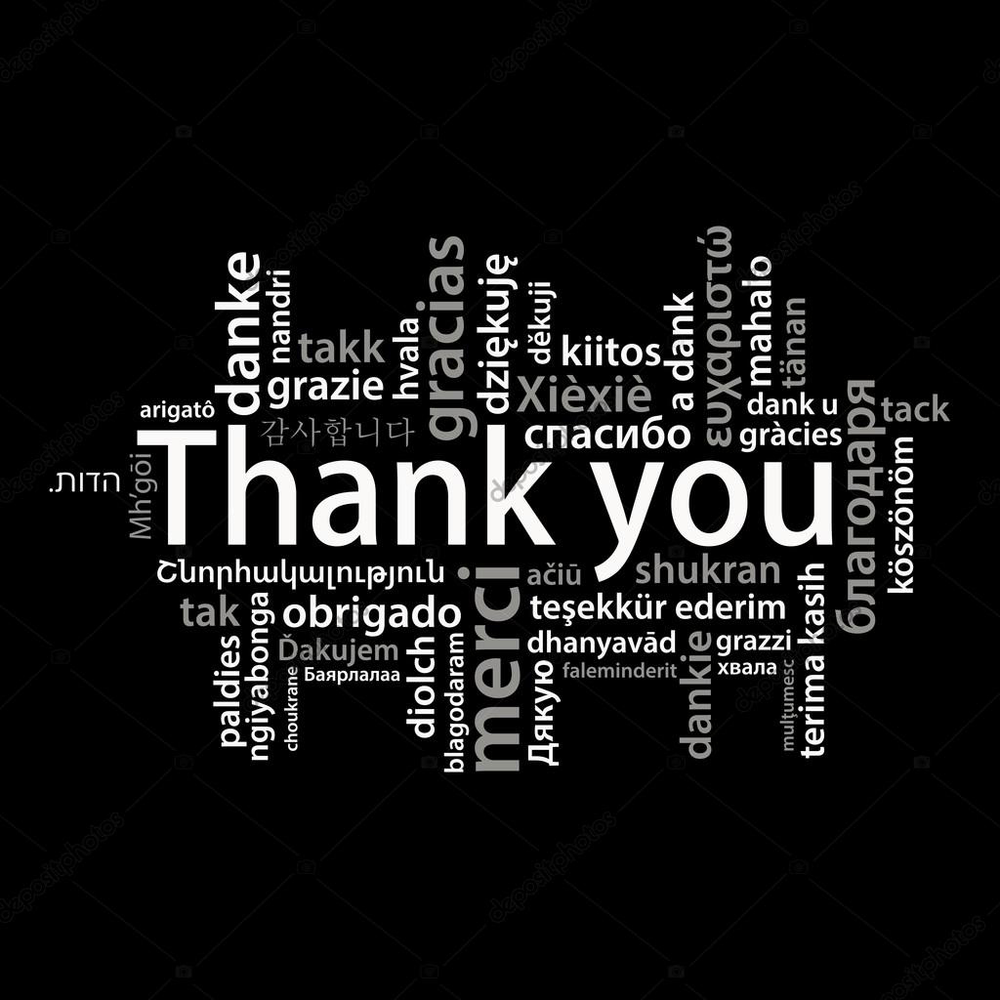 danke
nandri
takk
hvala
gracias
dziękuję
děkuji
kiitos
a dank
ευχαριστώ
mahalo
tänan
grazie
Xièxiè
dank u
благодаря
tack
arigatô
감사합니다
спасибо
gràcies
köszönöm
.הדות
Mh'gōi
Thank you
Շնորհակալություն
merci
ačiū
shukran
terima kasih
tak
ngiyabonga
obrigado
teşekkür ederim
paldies
choukrane
Ďakujem
Баярлалаа
diolch
blagodaram
dhanyavād
Дякую
faleminderit
dankie
grazzi
хвала
mulţumesc
depositphotos